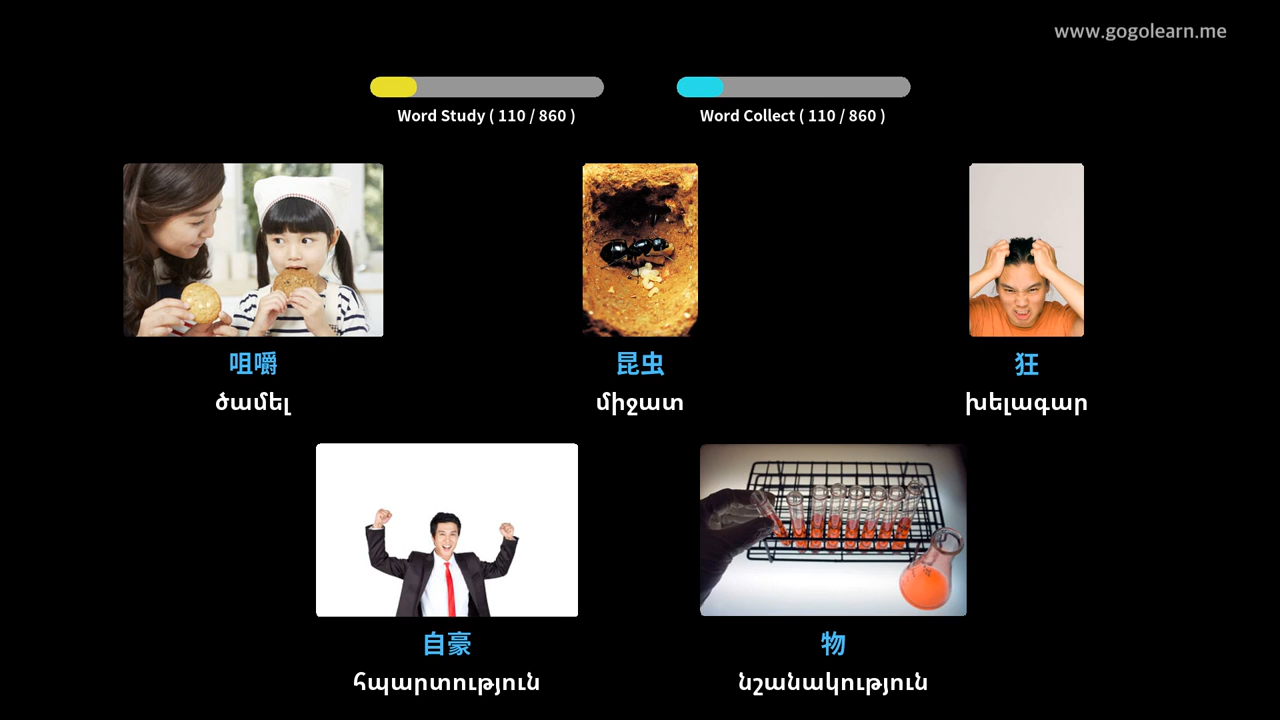 www.gogolearn.me
Word Study ( 110 / 860 )
Word Collect ( 110 / 860 )
咀嚼
ծամել
昆虫
միջատ
狂
խելագար
自豪
հպարտություն
物
նշանակություն